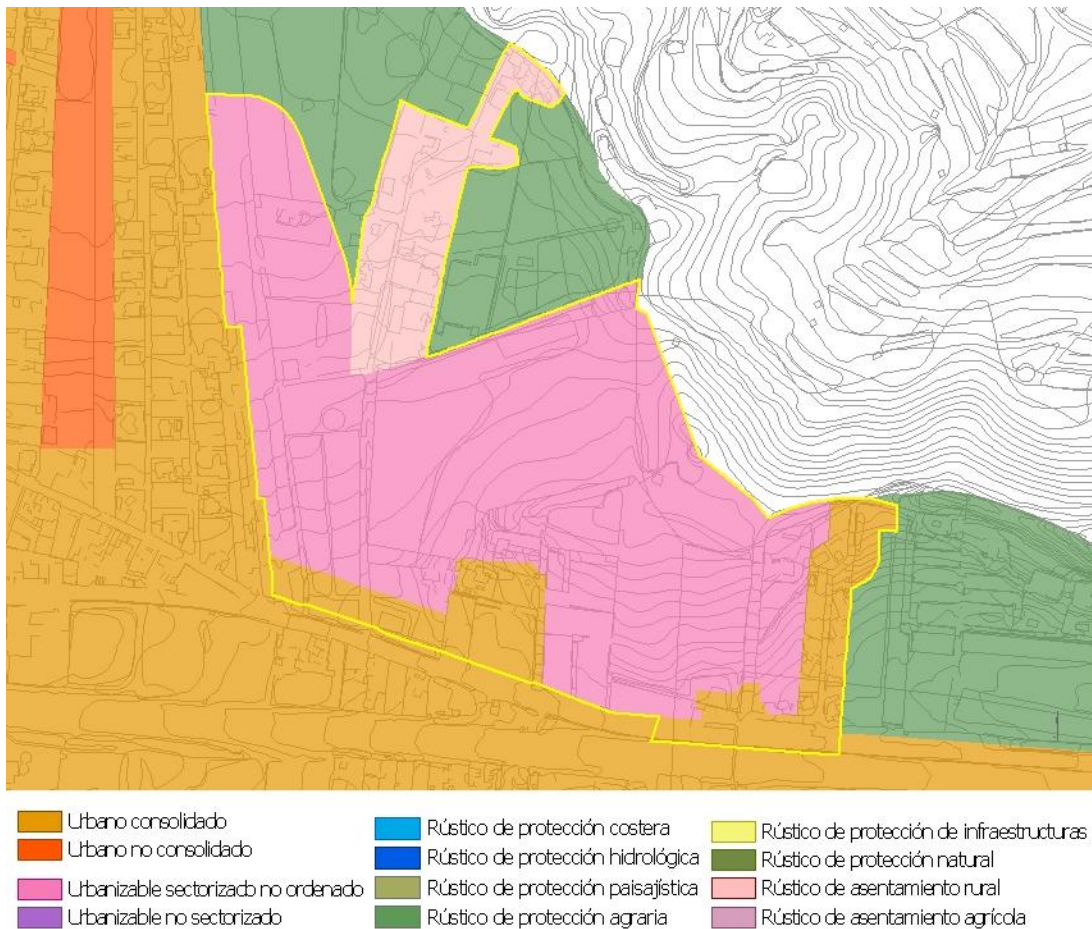 Urbano consolidado
Urbano no consolidado
Urbanizable sectorizacb no ordenado
Urbanizable no sectorizado
Rústico de protección costera
Rústico de protección hidrológica
Rústico de protección paisajística
Rústico de protección agraria
Rústico de protección de infraestructuras
Rústico de protección natural
Rústico de asentamiento rural
Rústico de asentamiento agrícola